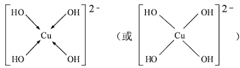 HO OH 2- HO OH 2-
Cu （或 Cu ）
HO OH HO OH